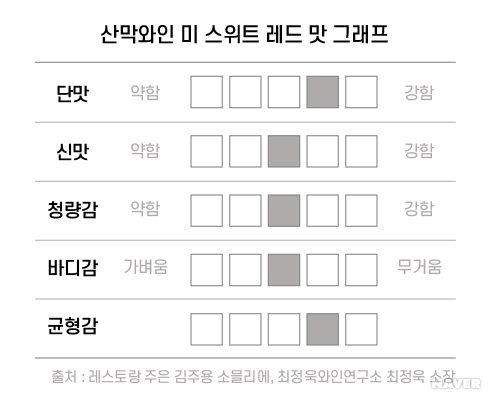 산막와인 미 스위트 레드 맛 그래프
단맛 약함 강함
신맛 약함 강함
청량감 약함 강함
바디감 가벼움 무거움
균형감
출처 : 레스토랑 주은 김주용 소믈리에, 최정욱와인연구소 최정욱 소장
NAVER